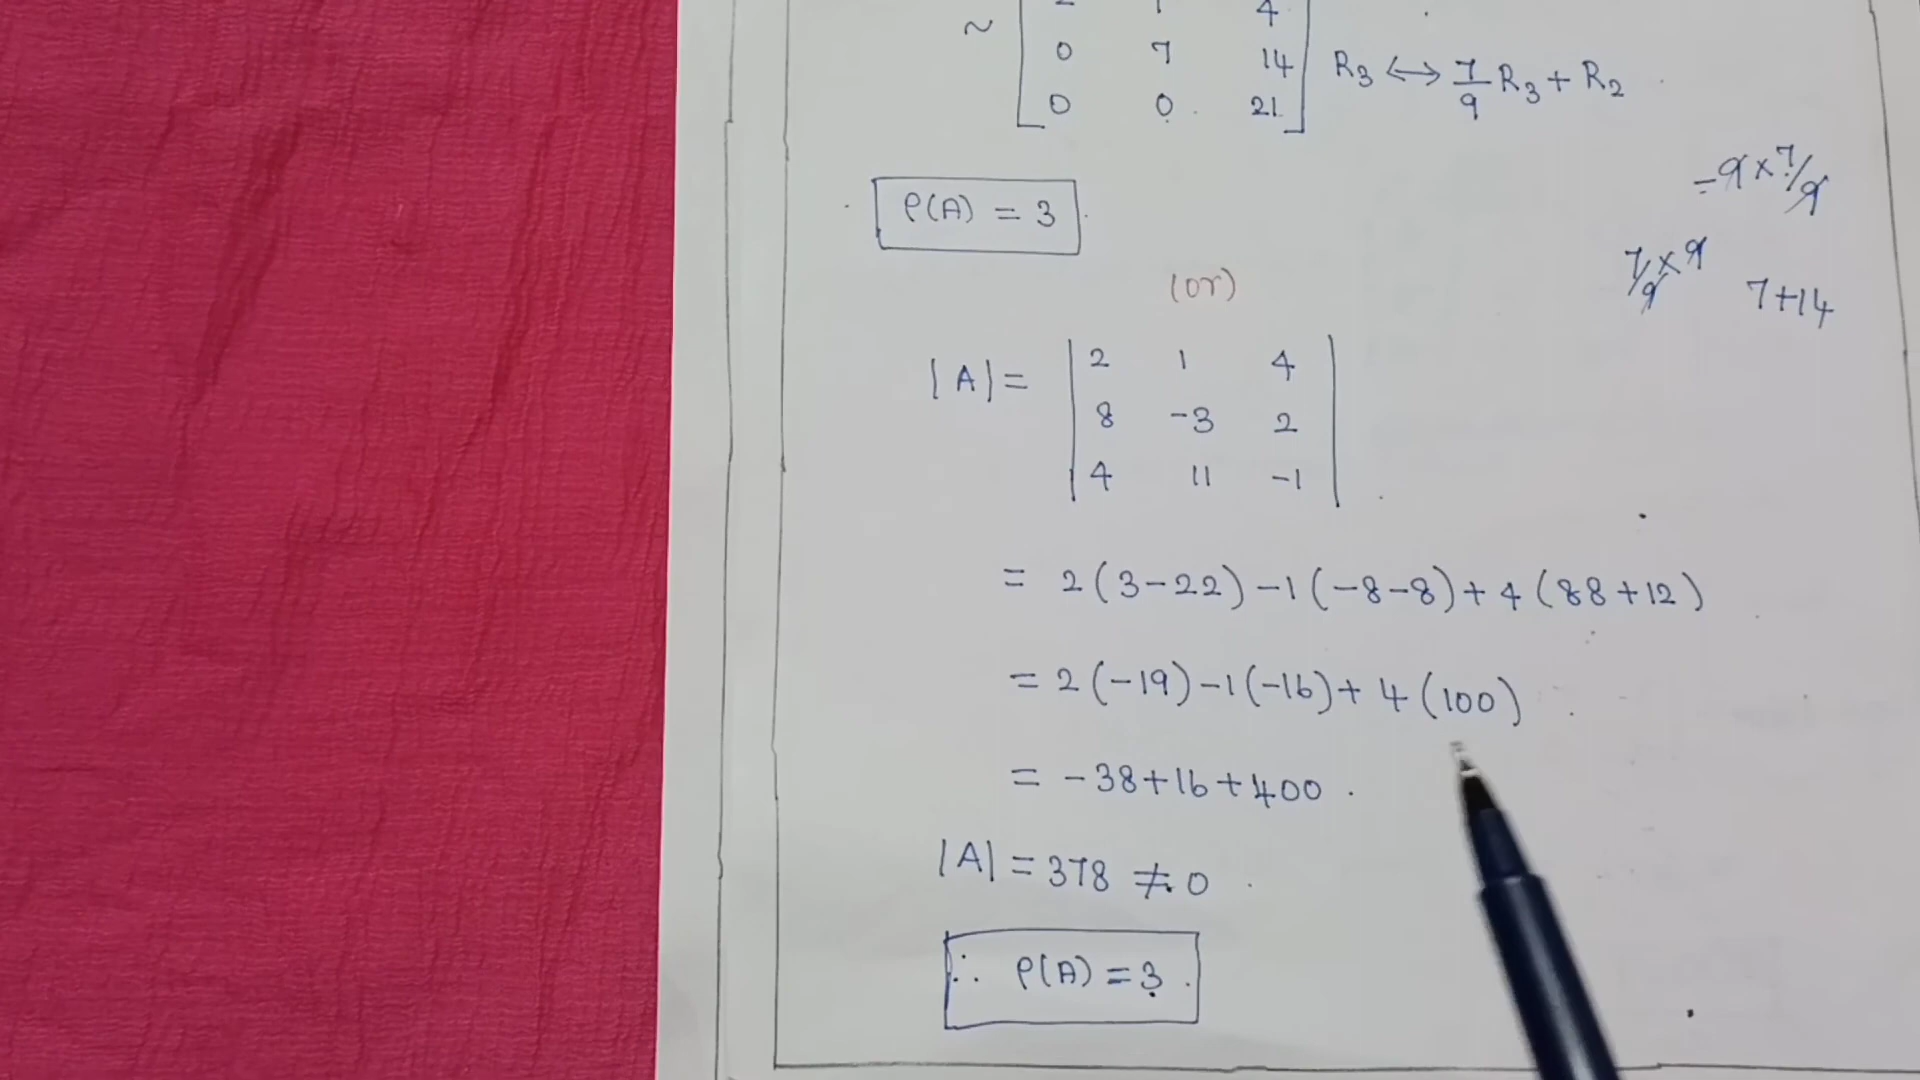 4
~ 0 7 14 R₃ ↔ 7/9 R₃ + R₂
0 0 21
-9 × 7/9
ρ(A) = 3
7/9 × 9 7+14
(or)
|A| = 2 1 4
8 -3 2
4 11 -1
= 2(3-22) -1(-8-8) + 4(88+12)
= 2(-19) -1(-16) + 4(100)
= -38+16+400.
|A| = 378 ≠ 0.
∴ ρ(A) = 3.